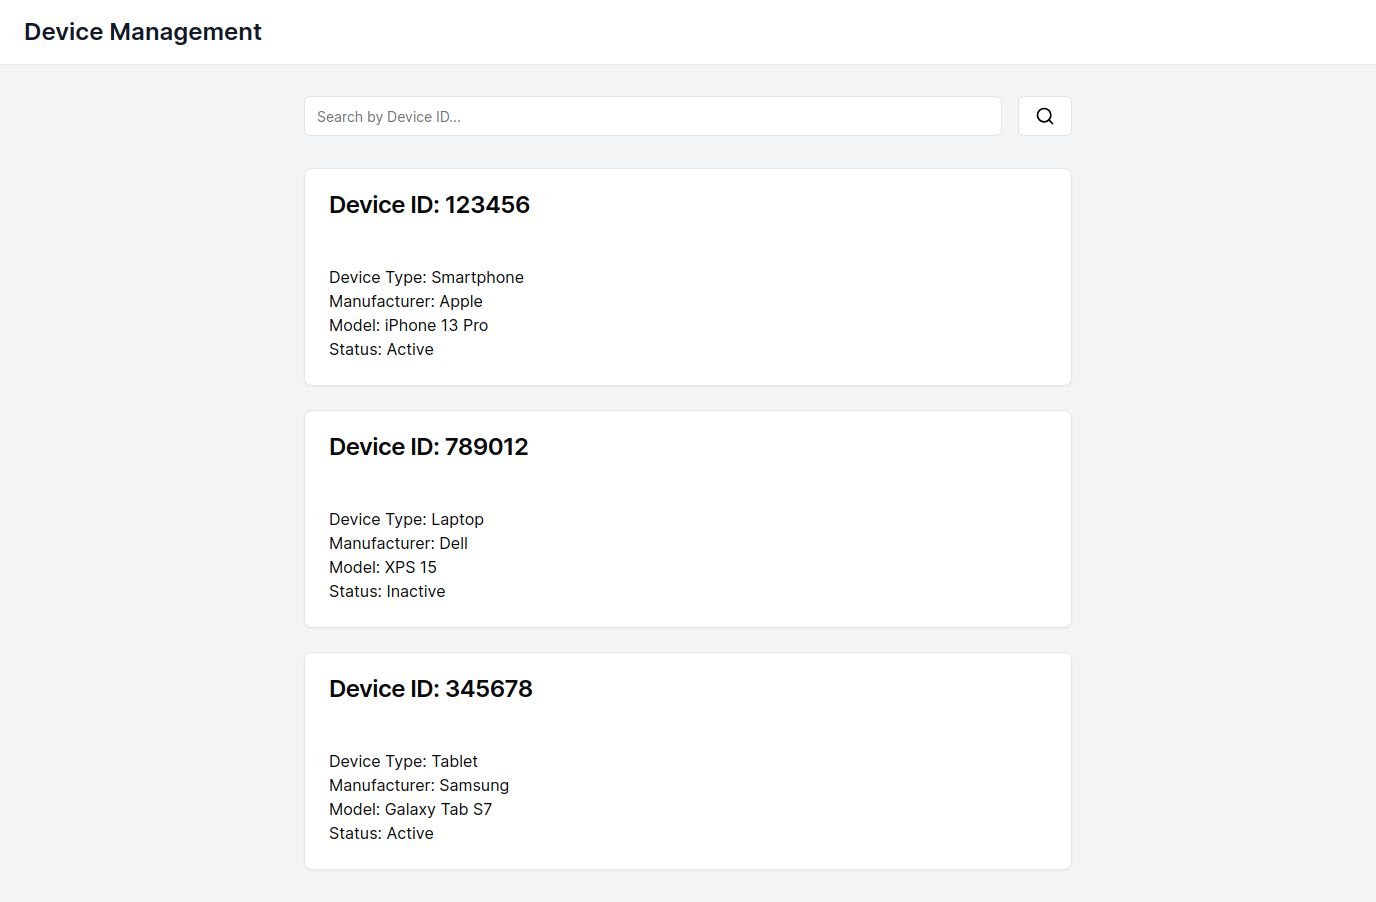 Device Management
Search by Device ID...
Device ID: 123456
Device Type: Smartphone
Manufacturer: Apple
Model: iPhone 13 Pro
Status: Active
Device ID: 789012
Device Type: Laptop
Manufacturer: Dell
Model: XPS 15
Status: Inactive
Device ID: 345678
Device Type: Tablet
Manufacturer: Samsung
Model: Galaxy Tab S7
Status: Active